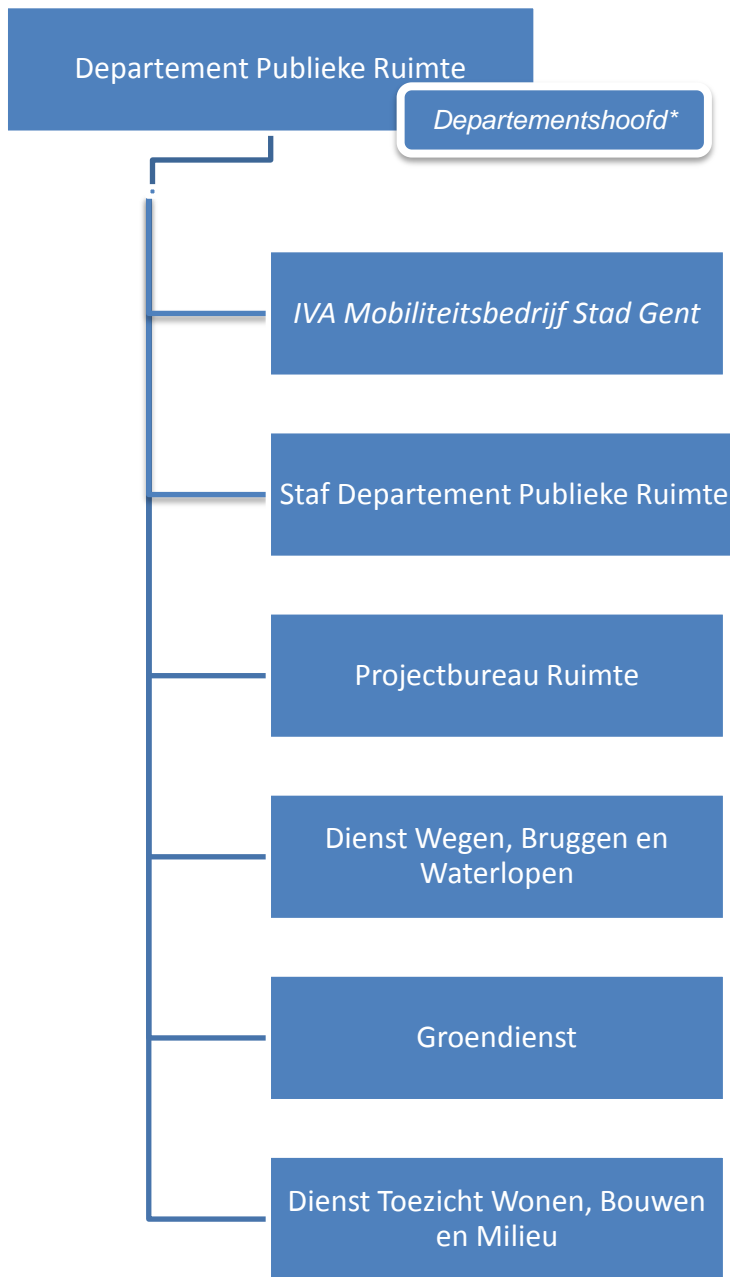 Departement Publieke Ruimte
Departementshoofd*
IVA Mobiliteitsbedrijf Stad Gent
Staf Departement Publieke Ruimte
Projectbureau Ruimte
Dienst Wegen, Bruggen en
Waterlopen
Groendienst
Dienst Toezicht Wonen, Bouwen
en Milieu